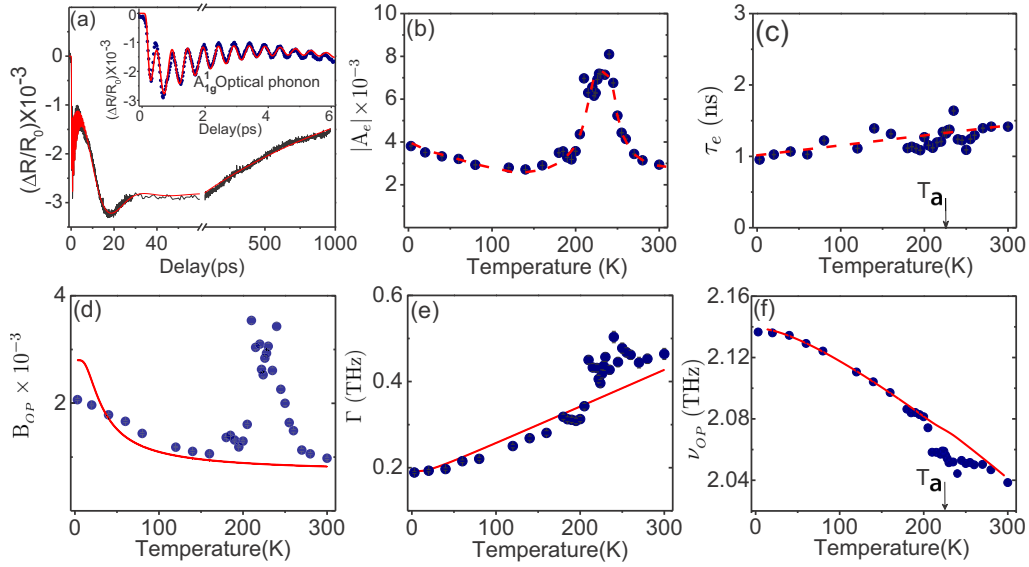 (a)
A¹₁g Optical phonon
(ΔR/R₀)X10⁻³
0
-1
-2
-3
0
2
4
6
Delay(ps)
(ΔR/R₀)X10⁻³
0
-1
-2
-3
0
20
40
500
1000
Delay(ps)
(b)
|Aₑ| × 10⁻³
10
8
6
4
2
0
100
200
300
Temperature (K)
(c)
τₑ (ns)
3
2
1
0
Tₐ
0
100
200
300
Temperature(K)
(d)
B_OP × 10⁻³
4
2
0
100
200
300
Temperature(K)
(e)
Γ (THz)
0.6
0.4
0.2
0
100
200
300
Temperature(K)
(f)
ν_OP (THz)
2.16
2.12
2.08
2.04
Tₐ
0
100
200
300
Temperature(K)